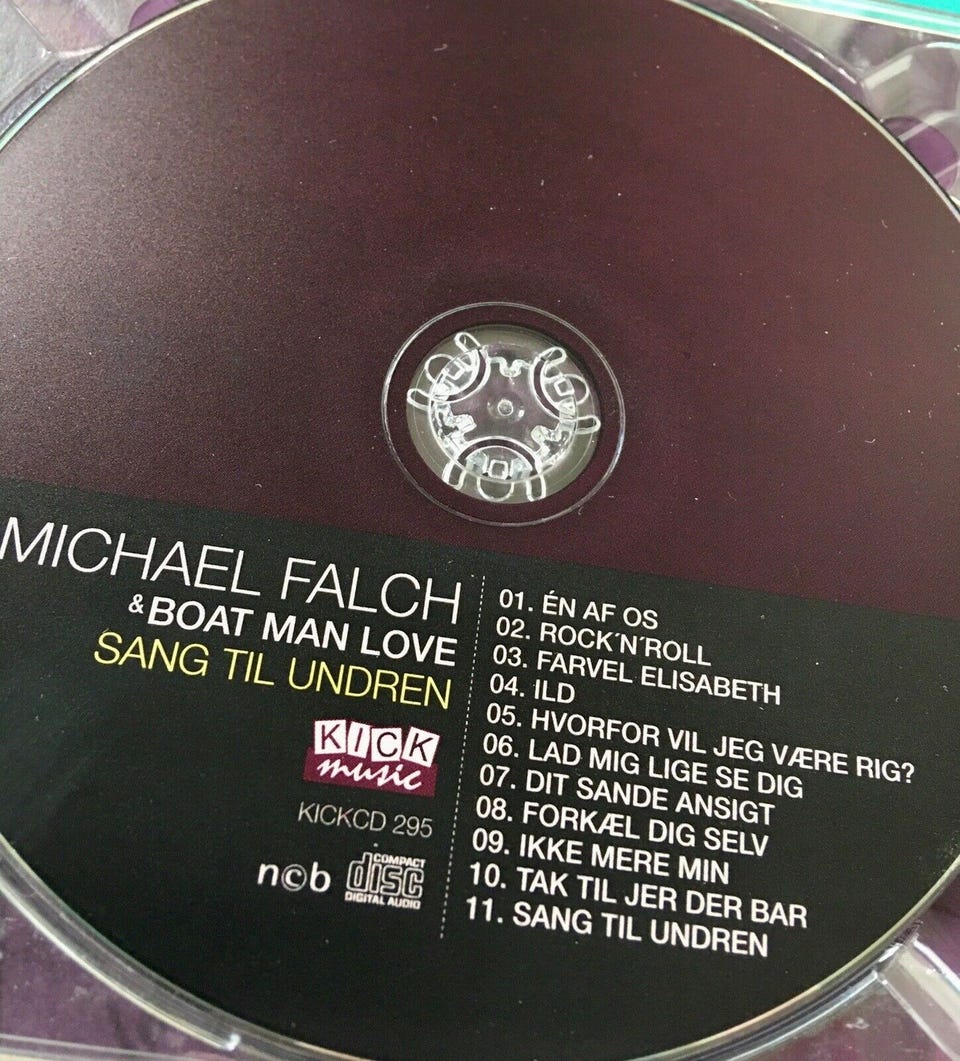 MICHAEL FALCH
& BOAT MAN LOVE
SANG TIL UNDREN
KICK
music
KICKCD 295
n©b
COMPACT
disc
DIGITAL AUDIO
01. ÉN AF OS
02. ROCK´N´ROLL
03. FARVEL ELISABETH
04. ILD
05. HVORFOR VIL JEG VÆRE RIG?
06. LAD MIG LIGE SE DIG
07. DIT SANDE ANSIGT
08. FORKÆL DIG SELV
09. IKKE MERE MIN
10. TAK TIL JER DER BAR
11. SANG TIL UNDREN